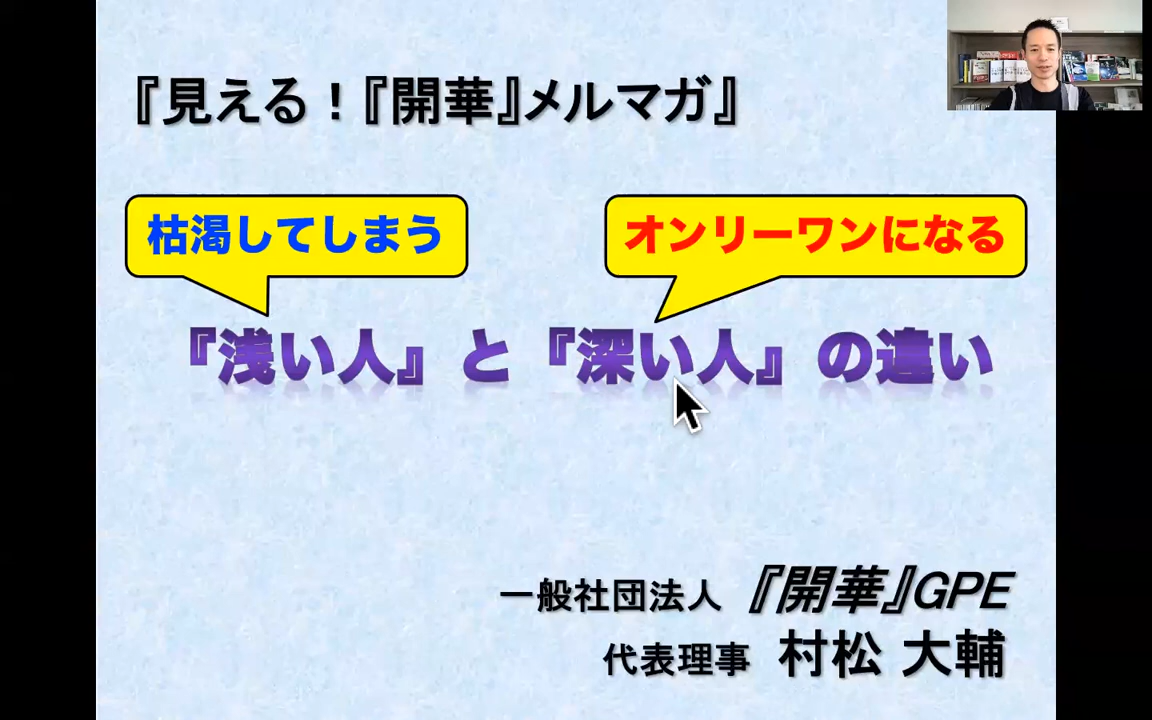 『見える！『開華』メルマガ』
枯渇してしまう
オンリーワンになる
『浅い人』と『深い人』の違い
一般社団法人 『開華』GPE
代表理事 村松 大輔